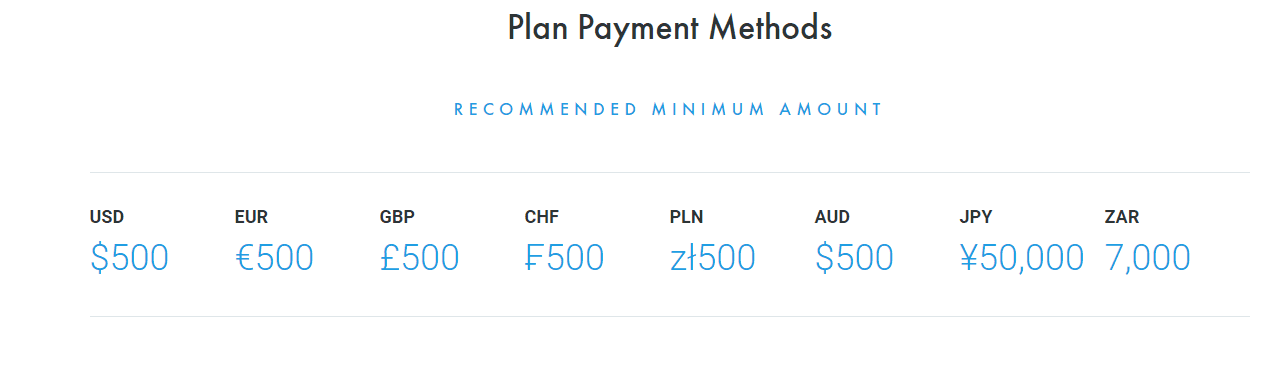 Plan Payment Methods
RECOMMENDED MINIMUM AMOUNT
USD EUR GBP CHF PLN AUD JPY ZAR
$500 €500 £500 ₣500 zł500 $500 ¥50,000 7,000